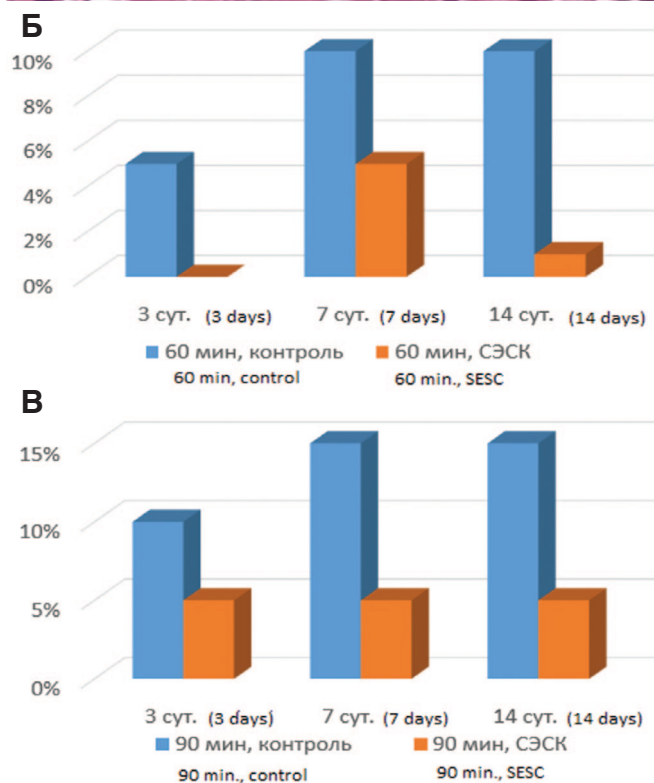 Б
10%
8%
6%
4%
2%
0%
3 сут. (3 days) 7 сут. (7 days) 14 сут. (14 days)
60 мин, контроль 60 мин, СЭСК
60 min, control 60 min., SESC
В
15%
10%
5%
0%
3 сут. (3 days) 7 сут. (7 days) 14 сут. (14 days)
90 мин, контроль 90 мин, СЭСК
90 min., control 90 min., SESC